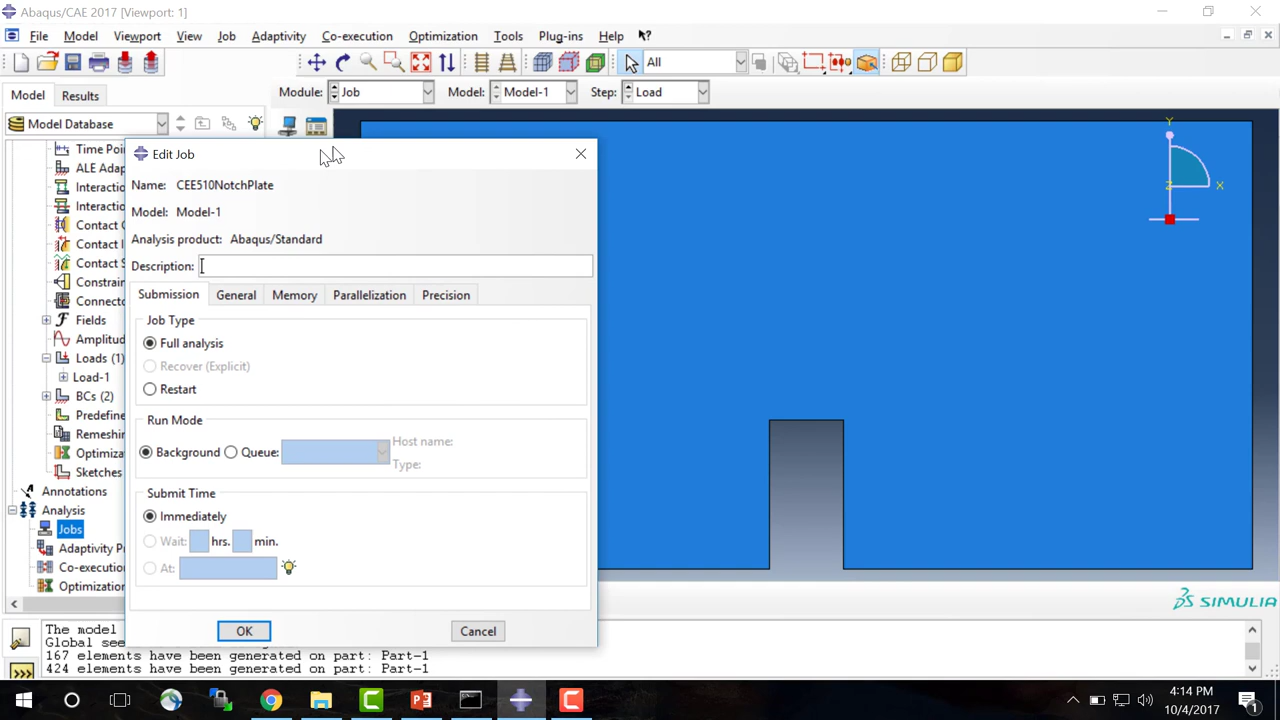 Abaqus/CAE 2017 [Viewport: 1]
File Model Viewport View Job Adaptivity Co-execution Optimization Tools Plug-ins Help
All
Model Results Module: Job Model: Model-1 Step: Load
Model Database
Time Poi
ALE Adap
Interactio
Interactio
Contact C
Contact I
Contact S
Constrai
Connecto
Fields
Amplitud
Loads (1)
Load-1
BCs (2)
Predefine
Remeshin
Optimiza
Sketches
Annotations
Analysis
Jobs
Adaptivity P
Co-execution
Optimization
Edit Job
Name: CEE510NotchPlate
Model: Model-1
Analysis product: Abaqus/Standard
Description:
Submission General Memory Parallelization Precision
Job Type
Full analysis
Recover (Explicit)
Restart
Run Mode
Background Queue: Host name:
Type:
Submit Time
Immediately
Wait: hrs. min.
At:
OK Cancel
Y
Z X
SIMULIA
The model
Global see
167 elements have been generated on part: Part-1
424 elements have been generated on part: Part-1
>>>
4:14 PM
10/4/2017
1